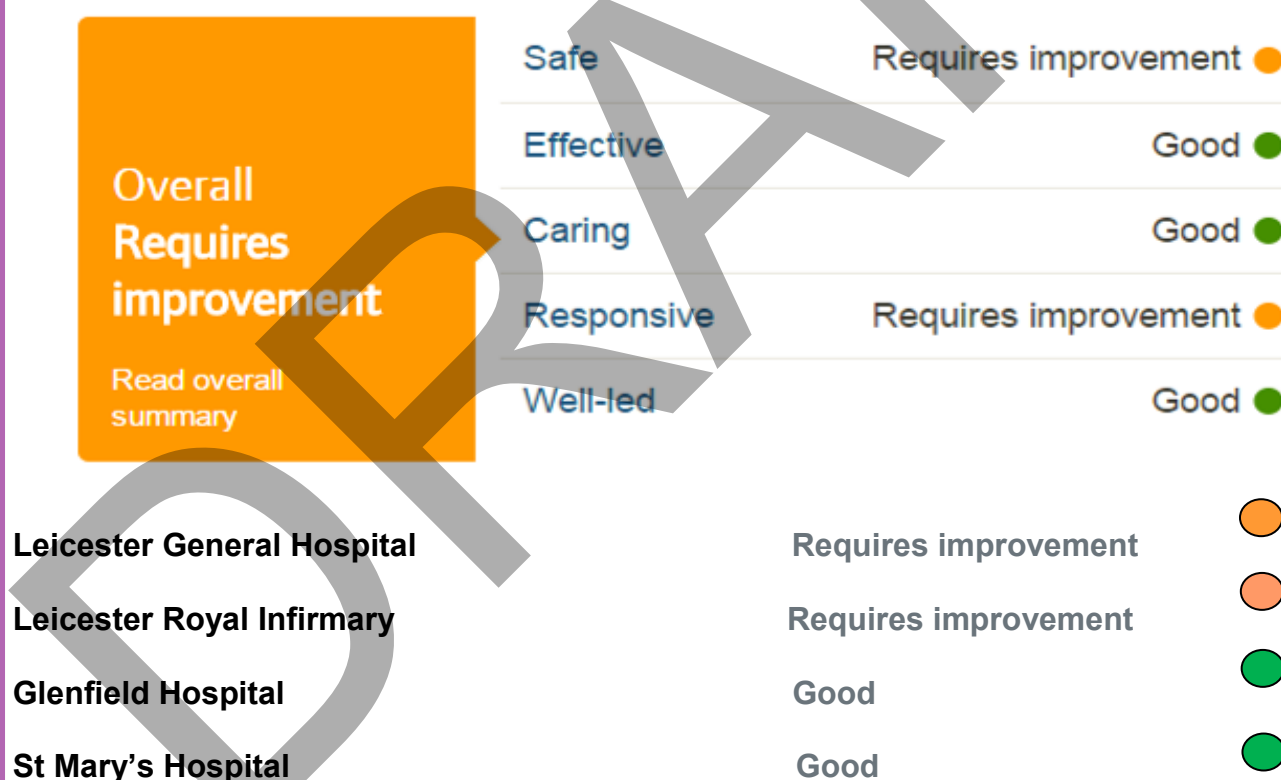 Overall
Requires
improvement
Read overall
summary
Safe Requires improvement
Effective Good
Caring Good
Responsive Requires improvement
Well-led Good
Leicester General Hospital Requires improvement
Leicester Royal Infirmary Requires improvement
Glenfield Hospital Good
St Mary’s Hospital Good
DRA